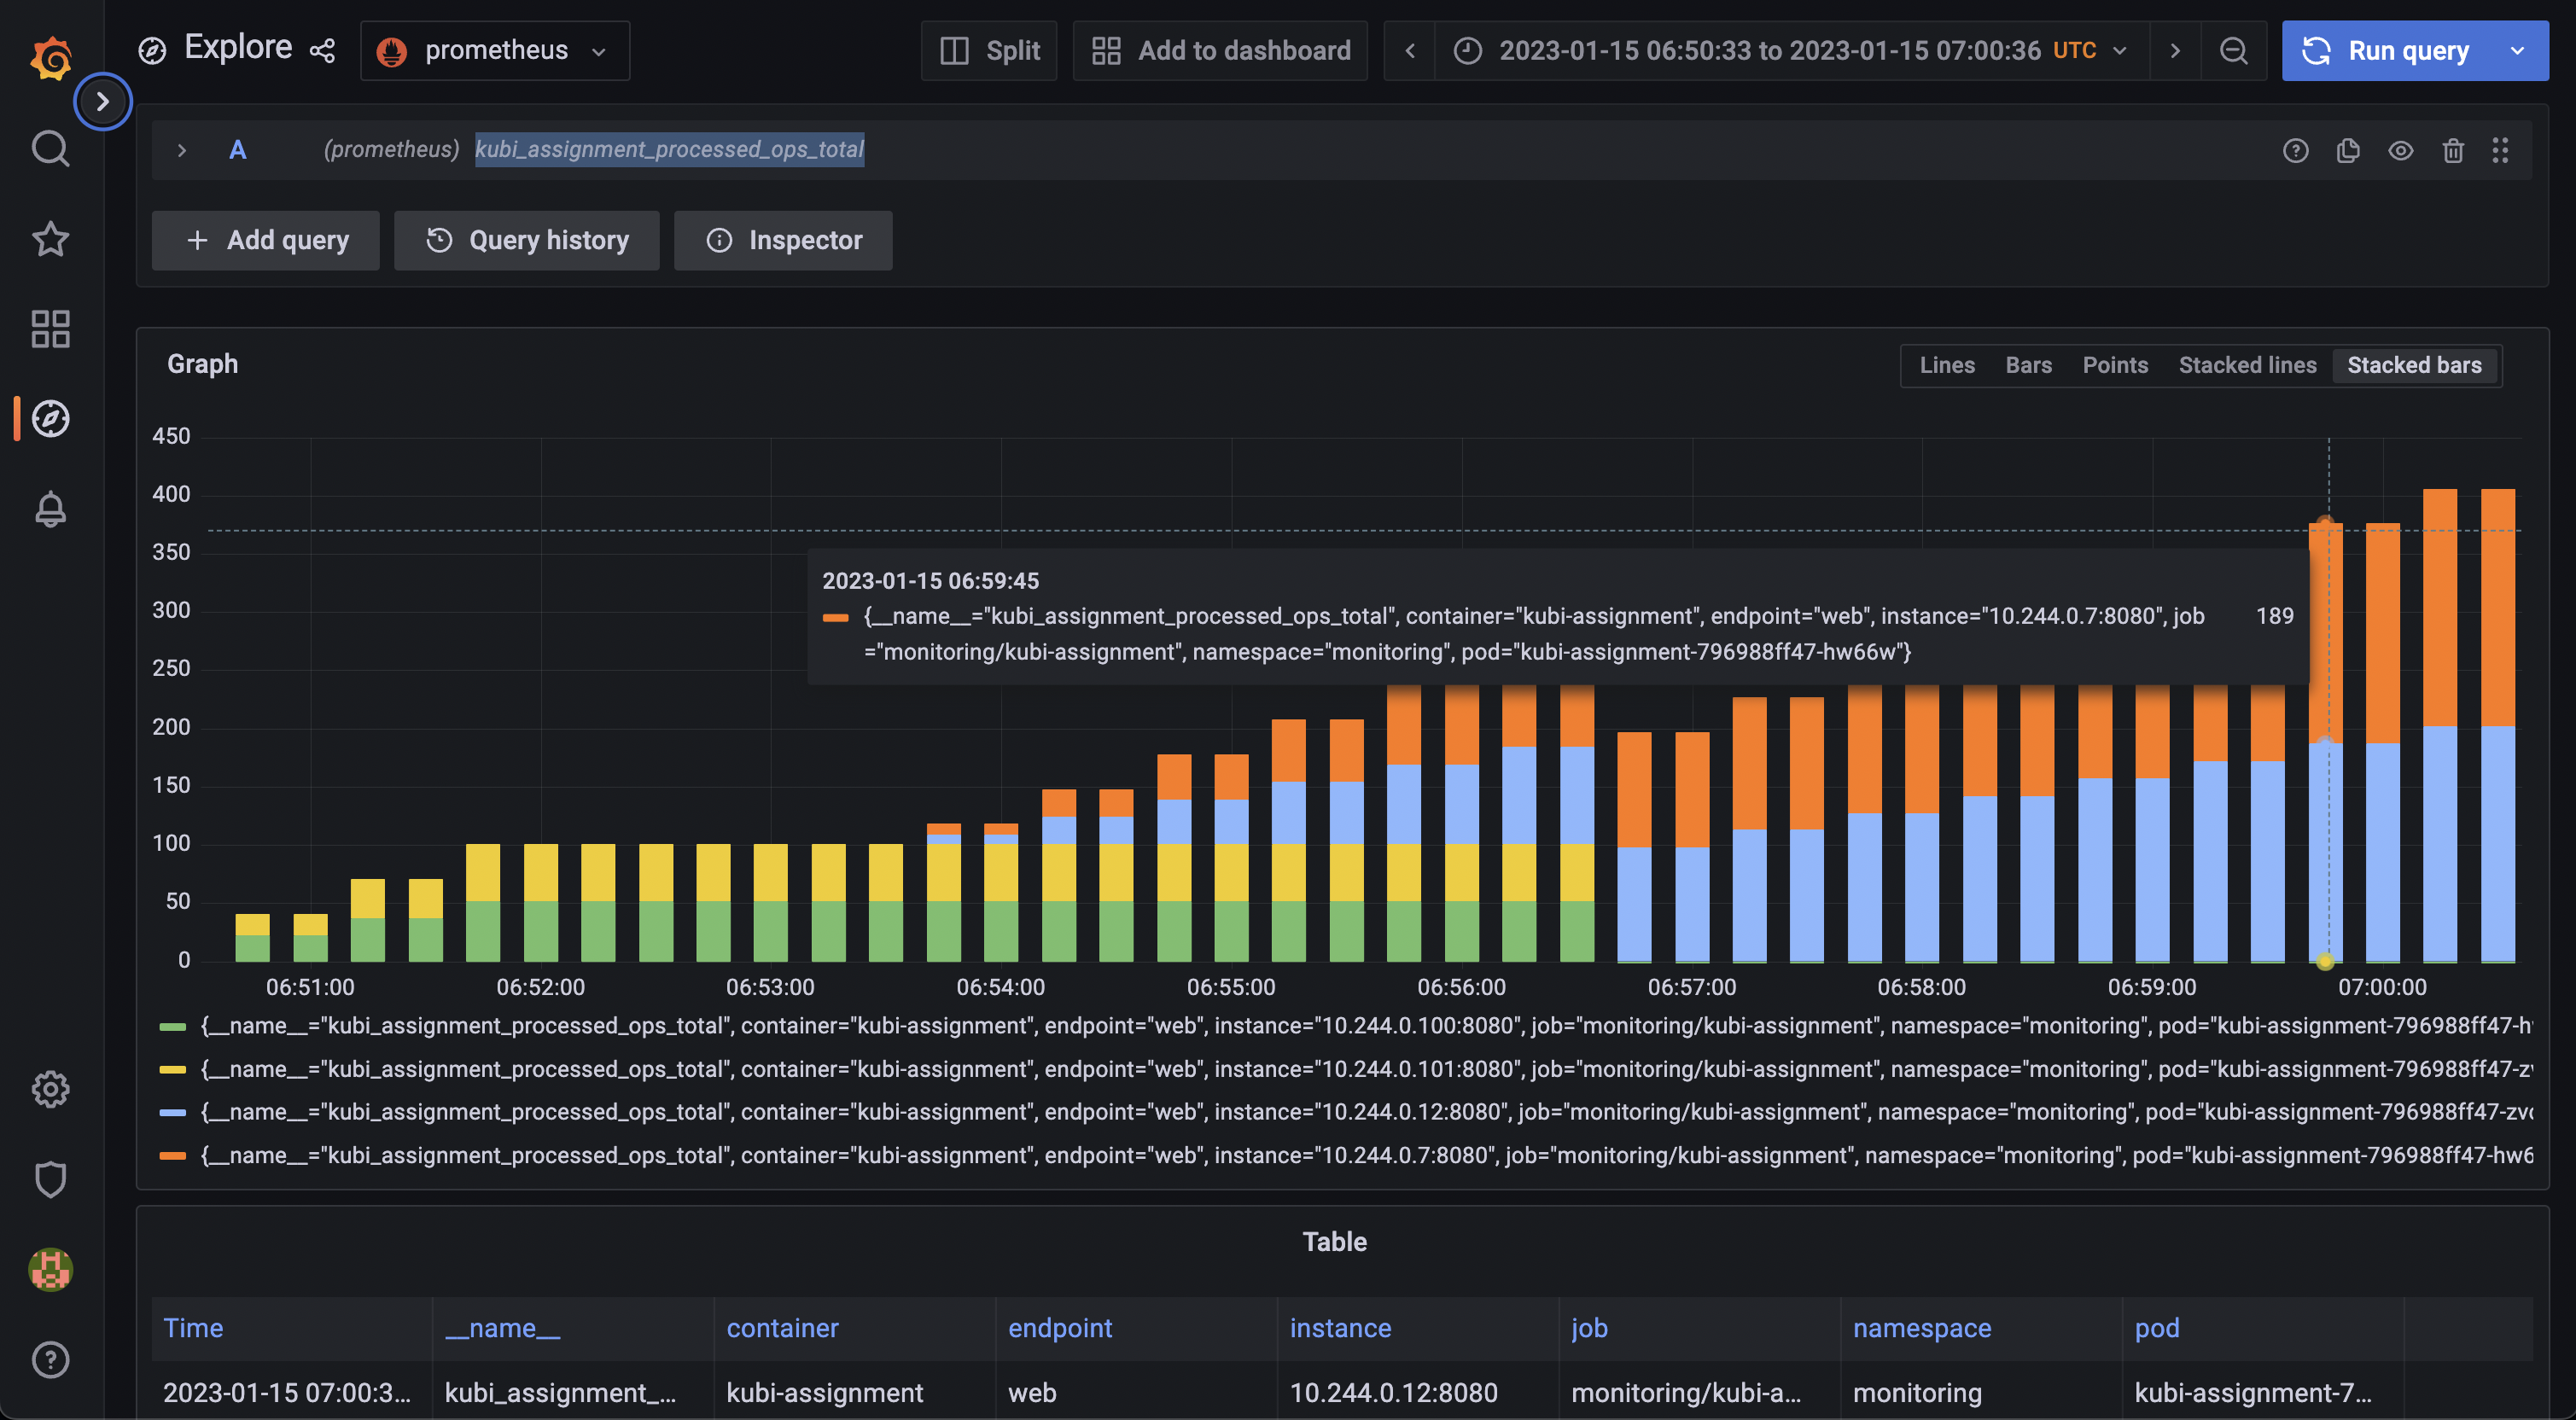 Explore
prometheus
Split
Add to dashboard
2023-01-15 06:50:33 to 2023-01-15 07:00:36 UTC
Run query
A (prometheus) kubi_assignment_processed_ops_total
Add query
Query history
Inspector
Graph
Lines Bars Points Stacked lines Stacked bars
450
400
350
300
250
200
150
100
50
0
2023-01-15 06:59:45
{__name__="kubi_assignment_processed_ops_total", container="kubi-assignment", endpoint="web", instance="10.244.0.7:8080", job 189
="monitoring/kubi-assignment", namespace="monitoring", pod="kubi-assignment-796988ff47-hw66w"}
06:51:00 06:52:00 06:53:00 06:54:00 06:55:00 06:56:00 06:57:00 06:58:00 06:59:00 07:00:00
{__name__="kubi_assignment_processed_ops_total", container="kubi-assignment", endpoint="web", instance="10.244.0.100:8080", job="monitoring/kubi-assignment", namespace="monitoring", pod="kubi-assignment-796988ff47-h
{__name__="kubi_assignment_processed_ops_total", container="kubi-assignment", endpoint="web", instance="10.244.0.101:8080", job="monitoring/kubi-assignment", namespace="monitoring", pod="kubi-assignment-796988ff47-z
{__name__="kubi_assignment_processed_ops_total", container="kubi-assignment", endpoint="web", instance="10.244.0.12:8080", job="monitoring/kubi-assignment", namespace="monitoring", pod="kubi-assignment-796988ff47-zv
{__name__="kubi_assignment_processed_ops_total", container="kubi-assignment", endpoint="web", instance="10.244.0.7:8080", job="monitoring/kubi-assignment", namespace="monitoring", pod="kubi-assignment-796988ff47-hw6
Table
Time __name__ container endpoint instance job namespace pod
2023-01-15 07:00:3... kubi_assignment_... kubi-assignment web 10.244.0.12:8080 monitoring/kubi-a... monitoring kubi-assignment-7...